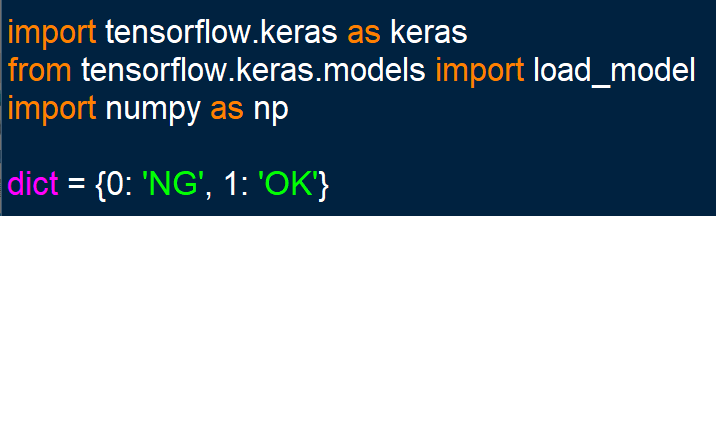 import tensorflow.keras as keras
from tensorflow.keras.models import load_model
import numpy as np
dict = {0: 'NG', 1: 'OK'}